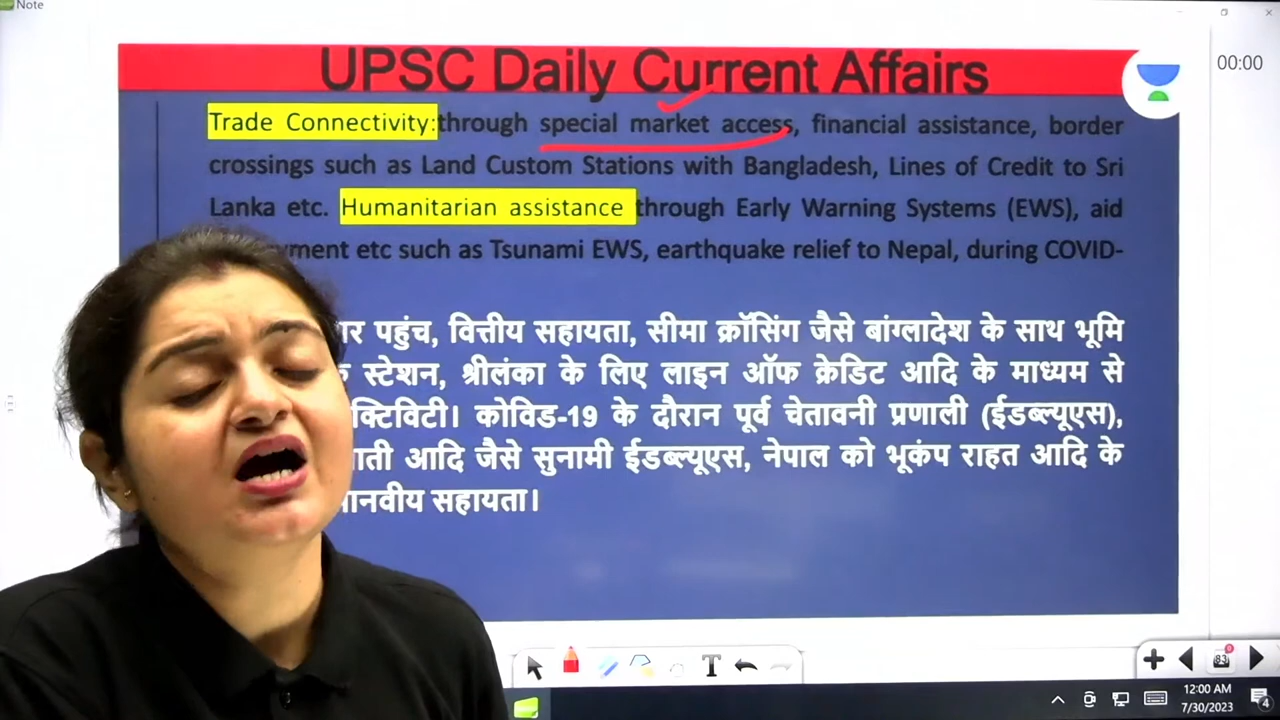 Note
UPSC Daily Current Affairs
00:00
Trade Connectivity:through special market access, financial assistance, border
crossings such as Land Custom Stations with Bangladesh, Lines of Credit to Sri
Lanka etc. Humanitarian assistance through Early Warning Systems (EWS), aid
etc such as Tsunami EWS, earthquake relief to Nepal, during COVID-
पहुंच, वित्तीय सहायता, सीमा क्रॉसिंग जैसे बांग्लादेश के साथ भूमि
स्टेशन, श्रीलंका के लिए लाइन ऑफ क्रेडिट आदि के माध्यम से
कोविड-19 के दौरान पूर्व चेतावनी प्रणाली (ईडब्ल्यूएस),
आदि जैसे सुनामी ईडब्ल्यूएस, नेपाल को भूकंप राहत आदि के
सहायता।
T
83
12:00 AM
7/30/2023
4